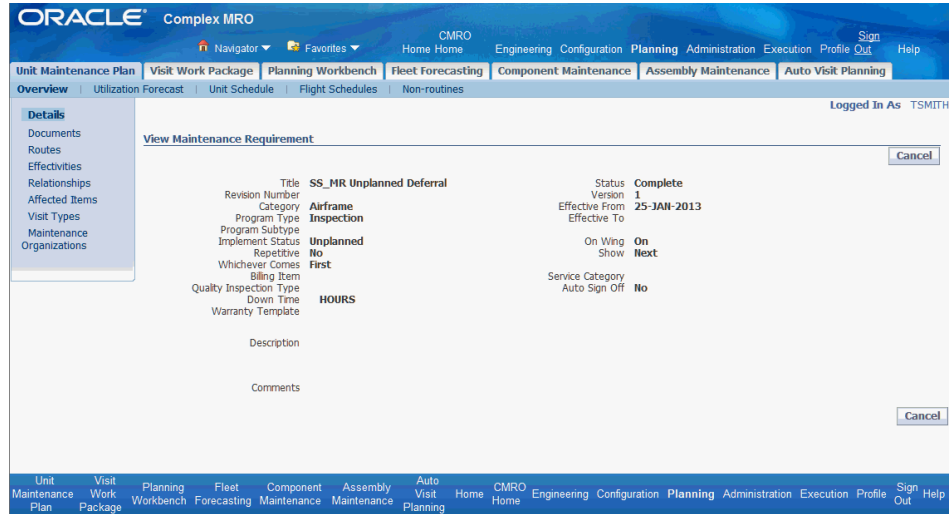 ORACLE® Complex MRO
Navigator Favorites CMRO Home Home Engineering Configuration Planning Administration Execution Profile Sign Out Help
Unit Maintenance Plan Visit Work Package Planning Workbench Fleet Forecasting Component Maintenance Assembly Maintenance Auto Visit Planning
Overview | Utilization Forecast | Unit Schedule | Flight Schedules | Non-routines
Logged In As TSMITH
Details
Documents
Routes
Effectivities
Relationships
Affected Items
Visit Types
Maintenance
Organizations
View Maintenance Requirement
Cancel
Title SS_MR Unplanned Deferral
Revision Number
Category Airframe
Program Type Inspection
Program Subtype
Implement Status Unplanned
Repetitive No
Whichever Comes First
Billing Item
Quality Inspection Type
Down Time HOURS
Warranty Template
Description
Comments
Status Complete
Version 1
Effective From 25-JAN-2013
Effective To
On Wing On
Show Next
Service Category
Auto Sign Off No
Cancel
Unit Maintenance Plan Visit Work Package Planning Workbench Fleet Forecasting Component Maintenance Assembly Maintenance Auto Visit Planning Home CMRO Home Engineering Configuration Planning Administration Execution Profile Sign Out Help